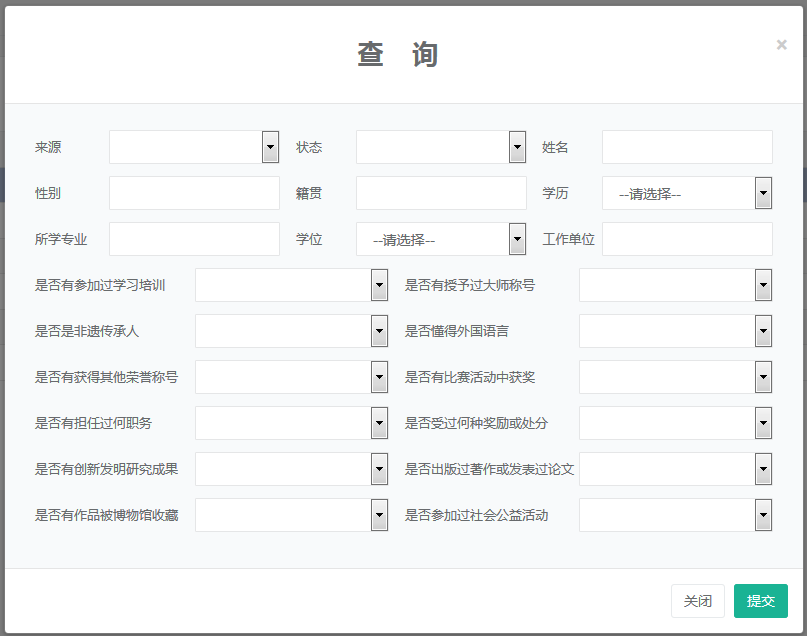 查 询
×
来源 状态 姓名
性别 籍贯 学历 --请选择--
所学专业 学位 --请选择-- 工作单位
是否有参加过学习培训 是否有授予过大师称号
是否是非遗传承人 是否懂得外国语言
是否有获得其他荣誉称号 是否有比赛活动中获奖
是否有担任过何职务 是否受过何种奖励或处分
是否有创新发明研究成果 是否出版过著作或发表过论文
是否有作品被博物馆收藏 是否参加过社会公益活动
关闭 提交